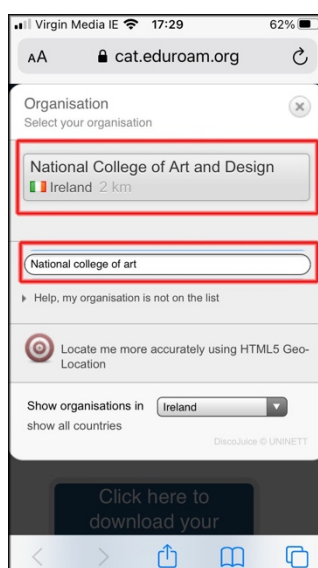 Virgin Media IE 17:29 62%
AA cat.eduroam.org
Organisation
Select your organisation
National College of Art and Design
Ireland 2 km
National college of art
Help, my organisation is not on the list
Locate me more accurately using HTML5 Geo-
Location
Show organisations in Ireland
show all countries
DiscoJuice © UNINETT
Click here to
download your